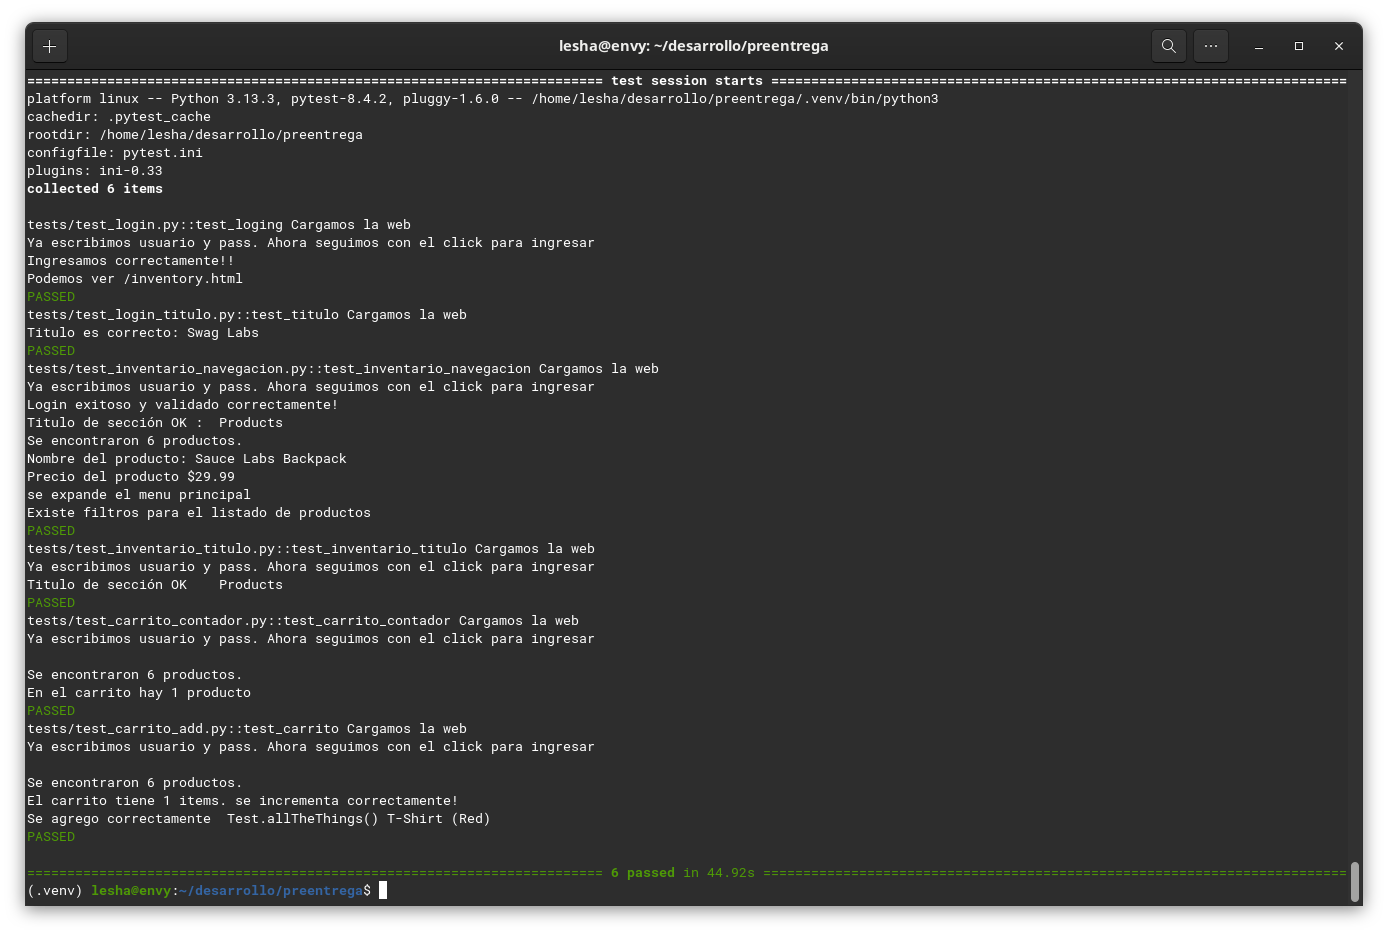 lesha@envy: ~/desarrollo/preentrega
======================================================================== test session starts ========================================================================
platform linux -- Python 3.13.3, pytest-8.4.2, pluggy-1.6.0 -- /home/lesha/desarrollo/preentrega/.venv/bin/python3
cachedir: .pytest_cache
rootdir: /home/lesha/desarrollo/preentrega
configfile: pytest.ini
plugins: ini-0.33
collected 6 items

tests/test_login.py::test_loging Cargamos la web
Ya escribimos usuario y pass. Ahora seguimos con el click para ingresar
Ingresamos correctamente!!
Podemos ver /inventory.html
PASSED
tests/test_login_titulo.py::test_titulo Cargamos la web
Titulo es correcto: Swag Labs
PASSED
tests/test_inventario_navegacion.py::test_inventario_navegacion Cargamos la web
Ya escribimos usuario y pass. Ahora seguimos con el click para ingresar
Login exitoso y validado correctamente!
Titulo de sección OK :  Products
Se encontraron 6 productos.
Nombre del producto: Sauce Labs Backpack
Precio del producto $29.99
se expande el menu principal
Existe filtros para el listado de productos
PASSED
tests/test_inventario_titulo.py::test_inventario_titulo Cargamos la web
Ya escribimos usuario y pass. Ahora seguimos con el click para ingresar
Titulo de sección OK    Products
PASSED
tests/test_carrito_contador.py::test_carrito_contador Cargamos la web
Ya escribimos usuario y pass. Ahora seguimos con el click para ingresar

Se encontraron 6 productos.
En el carrito hay 1 producto
PASSED
tests/test_carrito_add.py::test_carrito Cargamos la web
Ya escribimos usuario y pass. Ahora seguimos con el click para ingresar

Se encontraron 6 productos.
El carrito tiene 1 items. se incrementa correctamente!
Se agrego correctamente  Test.allTheThings() T-Shirt (Red)
PASSED

======================================================================== 6 passed in 44.92s =========================================================================
(.venv) lesha@envy:~/desarrollo/preentrega$